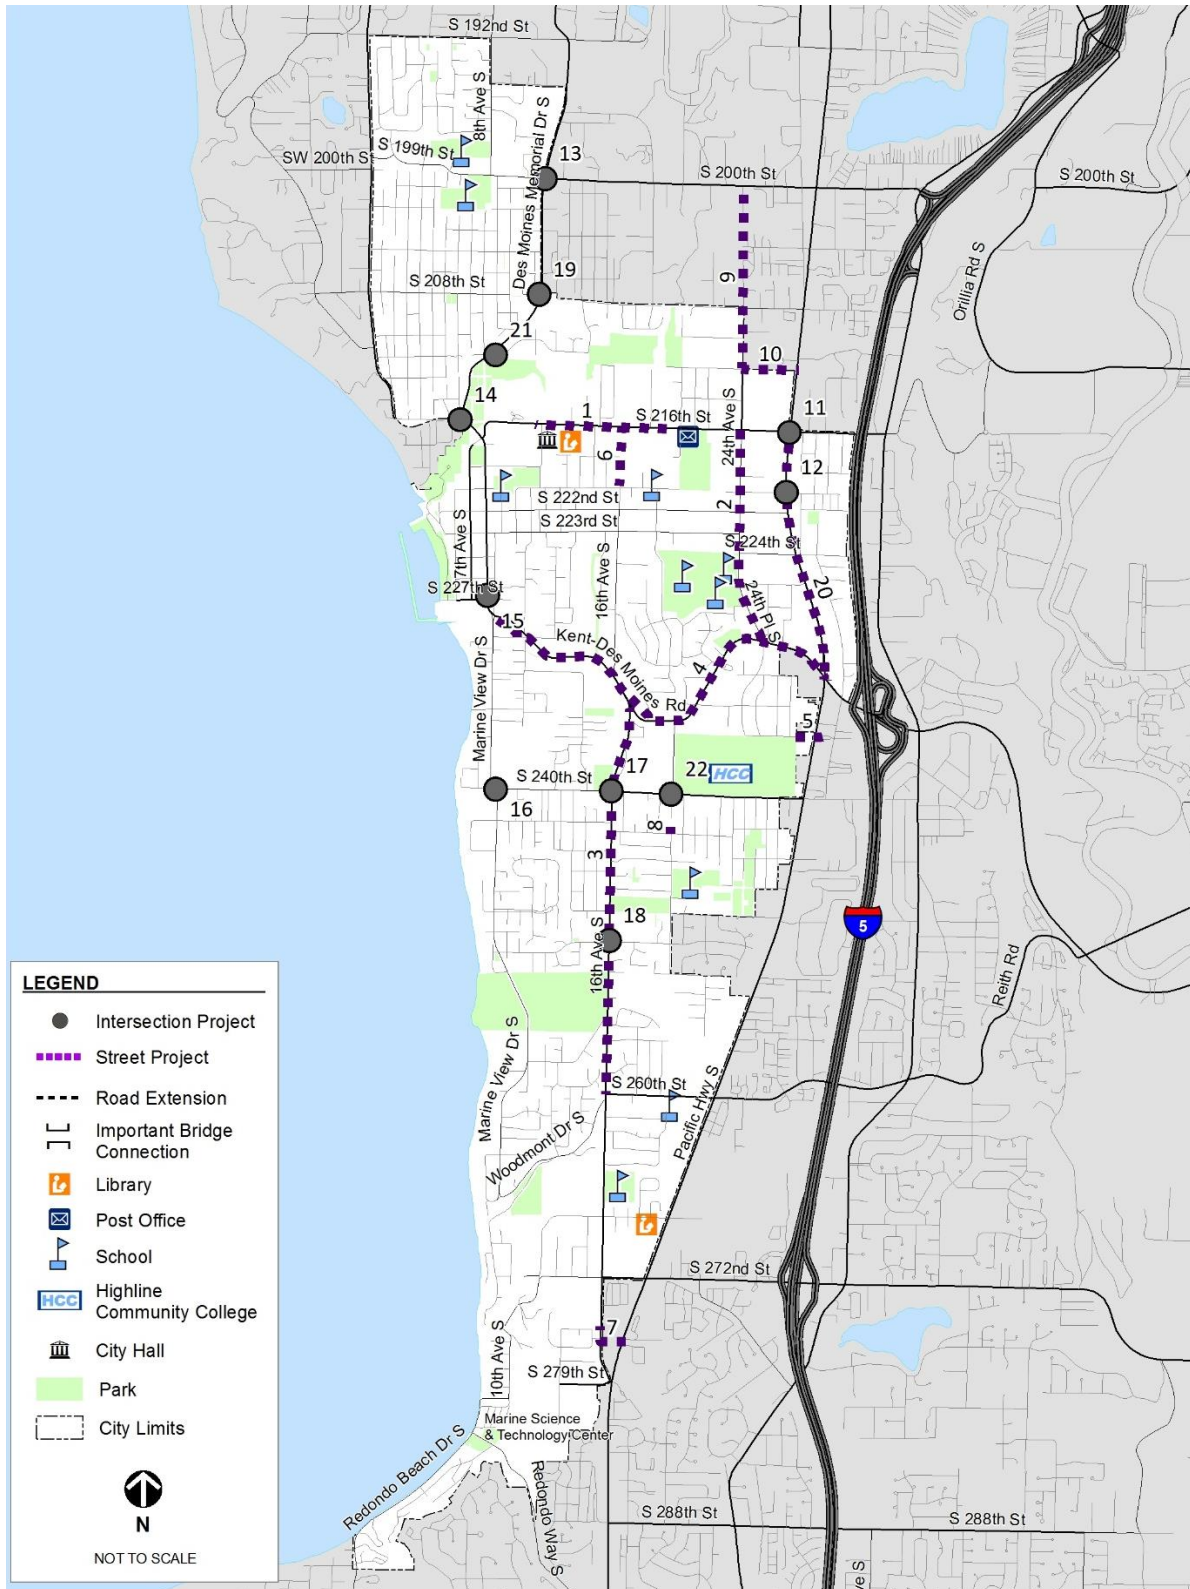 S 192nd St
8th Ave S
Des Moines Memorial Dr S
S 199th St
SW 200th S
13
S 200th St
S 200th St
19
S 208th St
9
Orillia Rd S
21
10
14
1
S 216th St
24th Ave S
11
6
12
S 222nd St
2
S 223rd St
7th Ave S
S 224th St
16th Ave S
S 227th St
20
24th Pl S
15
Kent-Des Moines Rd
4
Marine View Dr S
5
S 240th St
17
22
HCC
16
8
3
18
5
16th Ave S
Reith Rd
Marine View Dr S
S 260th St
Pacific Hwy S
Woodmont Dr S
S 272nd St
7
10th Ave S
S 279th St
Marine Science
& Technology Center
Redondo Beach Dr S
Redondo Way S
S 288th St
S 288th St
ve S
LEGEND
Intersection Project
Street Project
Road Extension
Important Bridge
Connection
Library
Post Office
School
HCC
Highline
Community College
City Hall
Park
City Limits
N
NOT TO SCALE